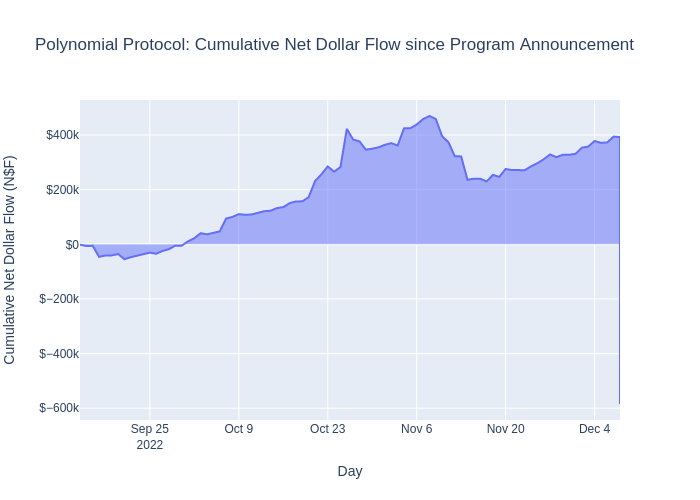 Polynomial Protocol: Cumulative Net Dollar Flow since Program Announcement
Cumulative Net Dollar Flow (N$F)
$400k
$200k
$0
$−200k
$−400k
$−600k
Sep 25
2022
Oct 9
Oct 23
Nov 6
Nov 20
Dec 4
Day